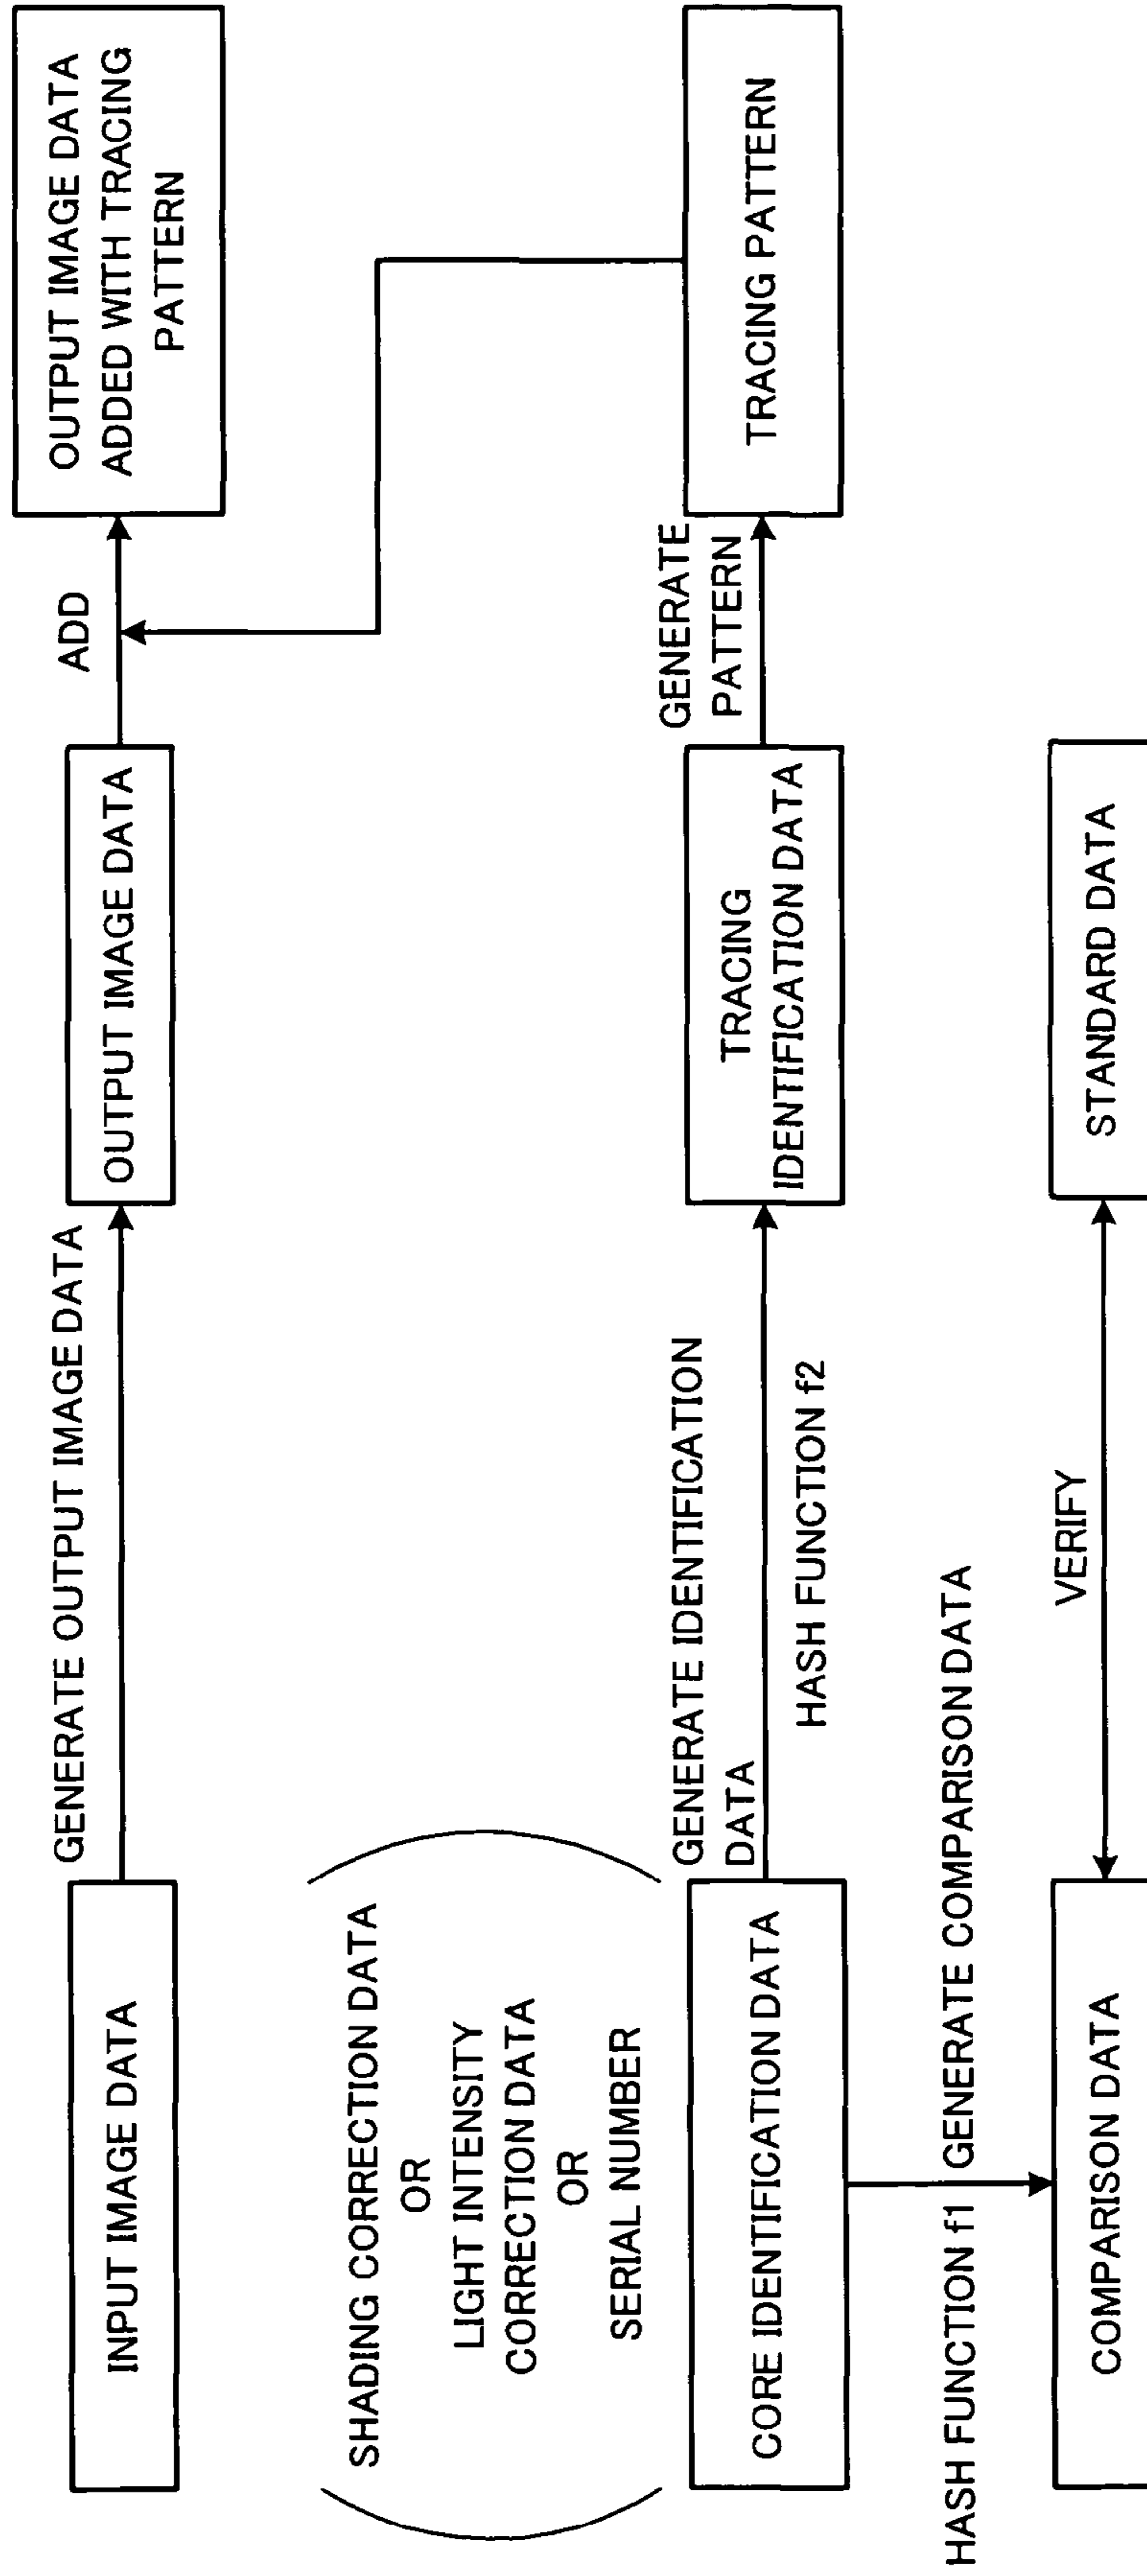 INPUT IMAGE DATA
GENERATE OUTPUT IMAGE DATA
OUTPUT IMAGE DATA
ADD
OUTPUT IMAGE DATA
ADDED WITH TRACING
PATTERN
SHADING CORRECTION DATA
OR
LIGHT INTENSITY
CORRECTION DATA
OR
SERIAL NUMBER
CORE IDENTIFICATION DATA
GENERATE IDENTIFICATION
DATA
HASH FUNCTION f2
TRACING
IDENTIFICATION DATA
GENERATE
PATTERN
TRACING PATTERN
HASH FUNCTION f1
GENERATE COMPARISON DATA
COMPARISON DATA
VERIFY
STANDARD DATA